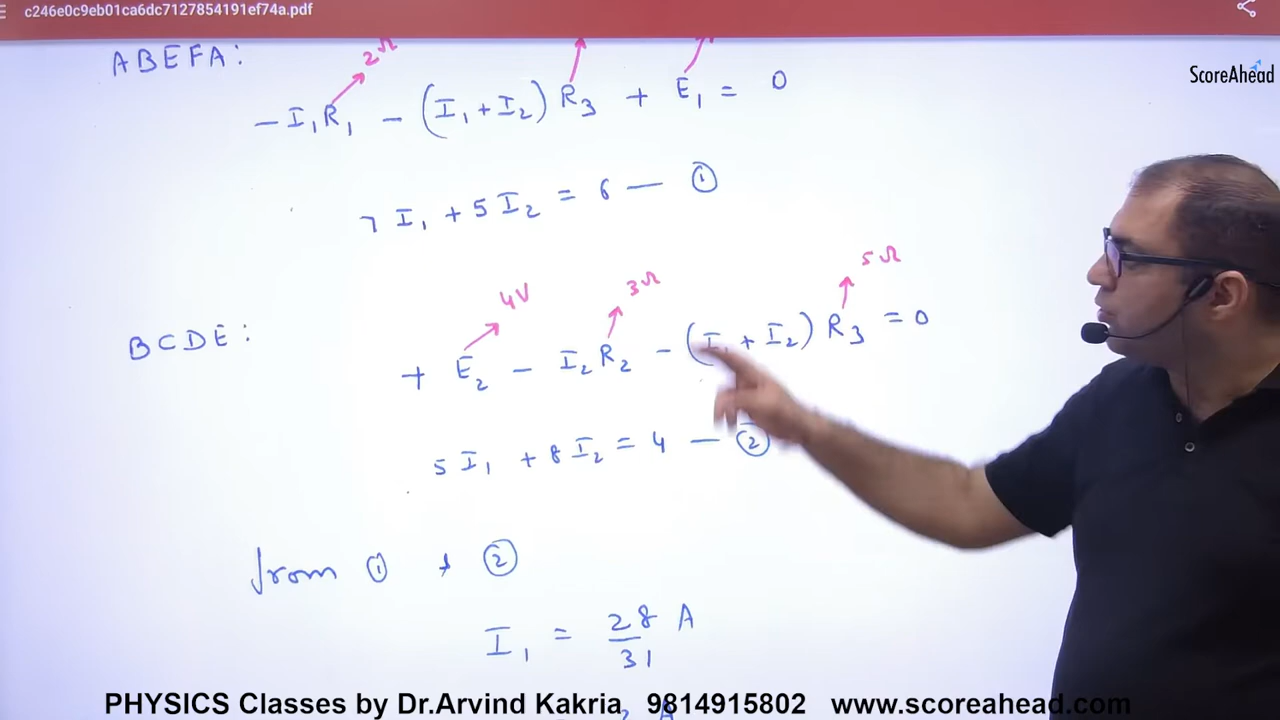 c246e0c9eb01ca6dc7127854191ef74a.pdf
ScoreAhead
ABEFA:
2Ω
- I₁R₁ - (I₁+I₂) R₃ + E₁ = 0
7 I₁ + 5 I₂ = 6 — ①
4V
3Ω
5Ω
BCDE:
+ E₂ - I₂R₂ - (I₁ + I₂) R₃ = 0
5 I₁ + 8 I₂ = 4 — ②
from ① + ②
I₁ = 28/31 A
PHYSICS Classes by Dr.Arvind Kakria 9814915802 www.scoreahead.com